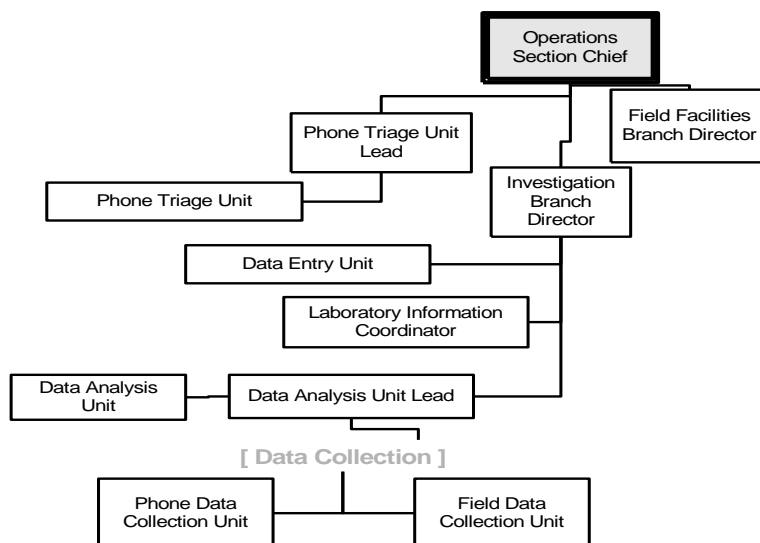 Operations
Section Chief
Field Facilities
Branch Director
Phone Triage Unit
Lead
Phone Triage Unit
Investigation
Branch
Director
Data Entry Unit
Laboratory Information
Coordinator
Data Analysis
Unit
Data Analysis Unit Lead
[ Data Collection ]
Phone Data
Collection Unit
Field Data
Collection Unit